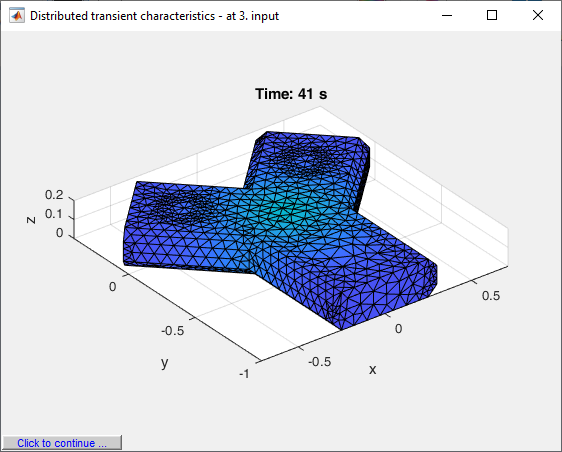 Distributed transient characteristics - at 3. input
Time: 41 s
0.2
0.1
0
z
0
-0.5
-1
y
-0.5
0
0.5
x
Click to continue ...